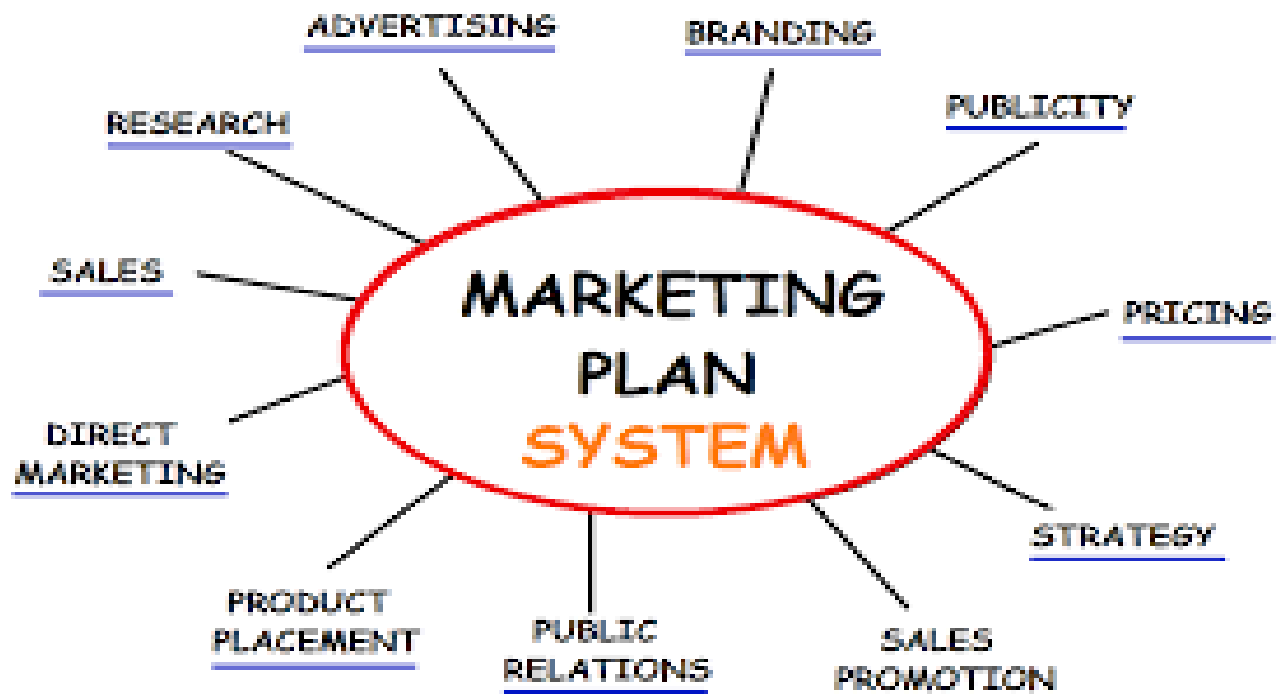 ADVERTISING
BRANDING
PUBLICITY
RESEARCH
SALES
MARKETING
PLAN
SYSTEM
PRICING
DIRECT
MARKETING
STRATEGY
PRODUCT
PLACEMENT
PUBLIC
RELATIONS
SALES
PROMOTION